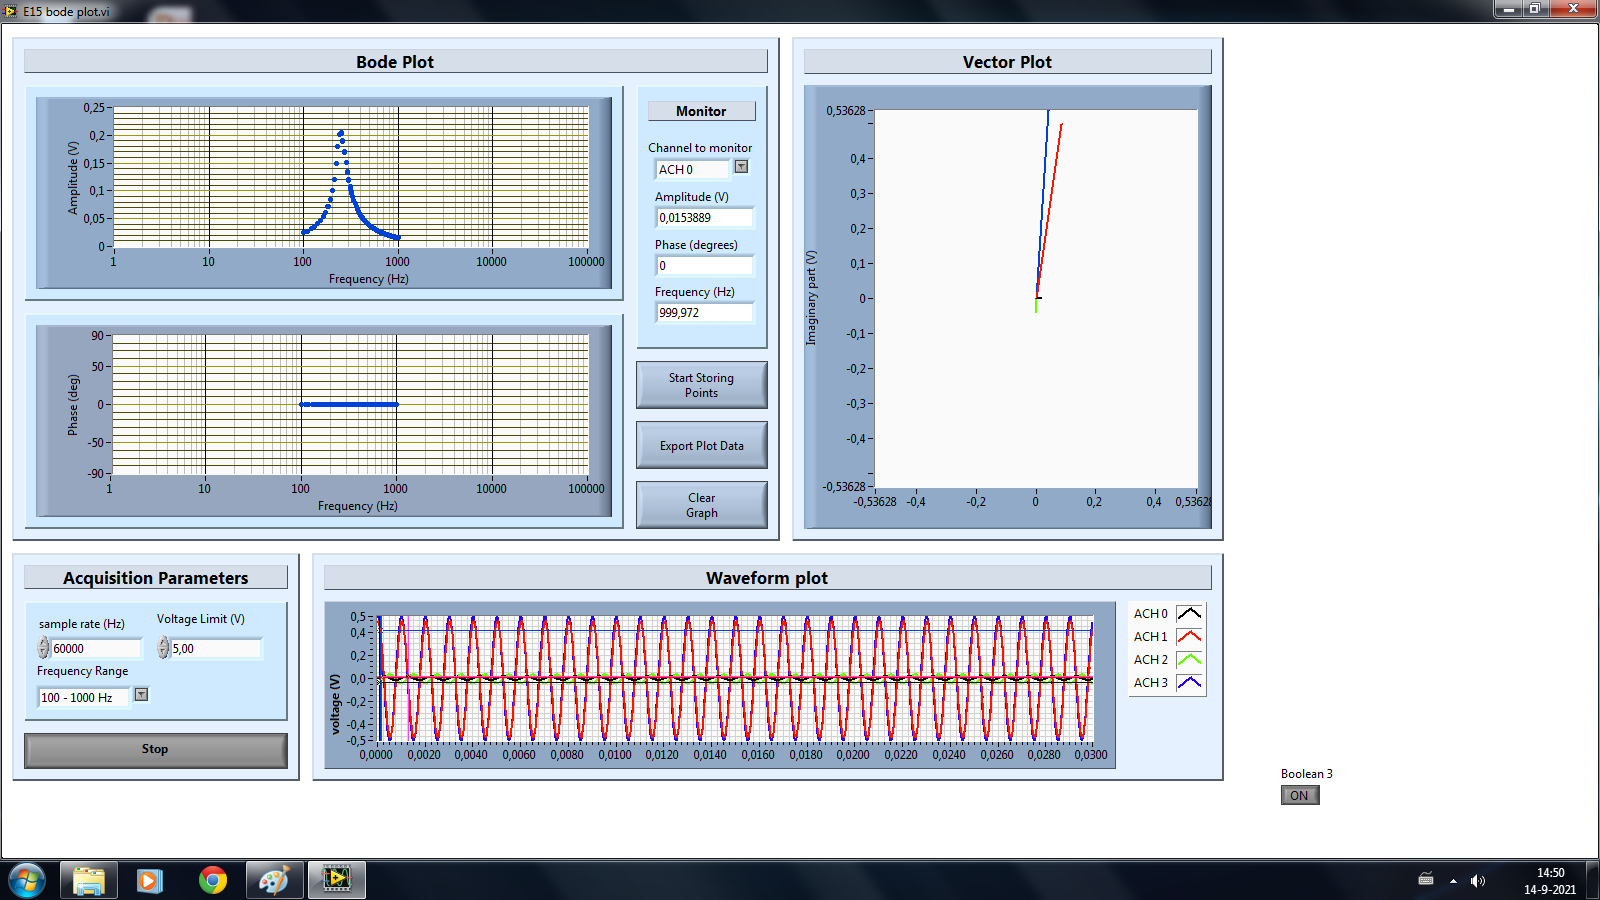 E15 bode plot.vi
Bode Plot
Amplitude (V)
0,25
0,2
0,15
0,1
0,05
0
1 10 100 1000 10000 100000
Frequency (Hz)
Phase (deg)
90
50
0
-50
-90
1 10 100 1000 10000 100000
Frequency (Hz)
Monitor
Channel to monitor
ACH 0
Amplitude (V)
0,0153889
Phase (degrees)
0
Frequency (Hz)
999,972
Start Storing
Points
Export Plot Data
Clear
Graph
Vector Plot
Imaginary part (V)
0,53628
0,4
0,3
0,2
0,1
0
-0,1
-0,2
-0,3
-0,4
-0,53628
-0,53628 -0,4 -0,2 0 0,2 0,4 0,53628
Acquisition Parameters
sample rate (Hz)
60000
Voltage Limit (V)
5,00
Frequency Range
100 - 1000 Hz
Stop
Waveform plot
voltage (V)
0,5
0,4
0,2
0,0
-0,2
-0,4
-0,5
0,0000 0,0020 0,0040 0,0060 0,0080 0,0100 0,0120 0,0140 0,0160 0,0180 0,0200 0,0220 0,0240 0,0260 0,0280 0,0300
ACH 0
ACH 1
ACH 2
ACH 3
Boolean 3
ON
14:50
14-9-2021